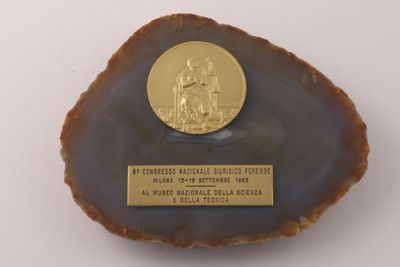 8° CONGRESSO NAZIONALE GIURIDICO FORENSE
MILANO 13-18 SETTEMBRE 1965
AL MUSEO NAZIONALE DELLA SCIENZA
E DELLA TECNICA